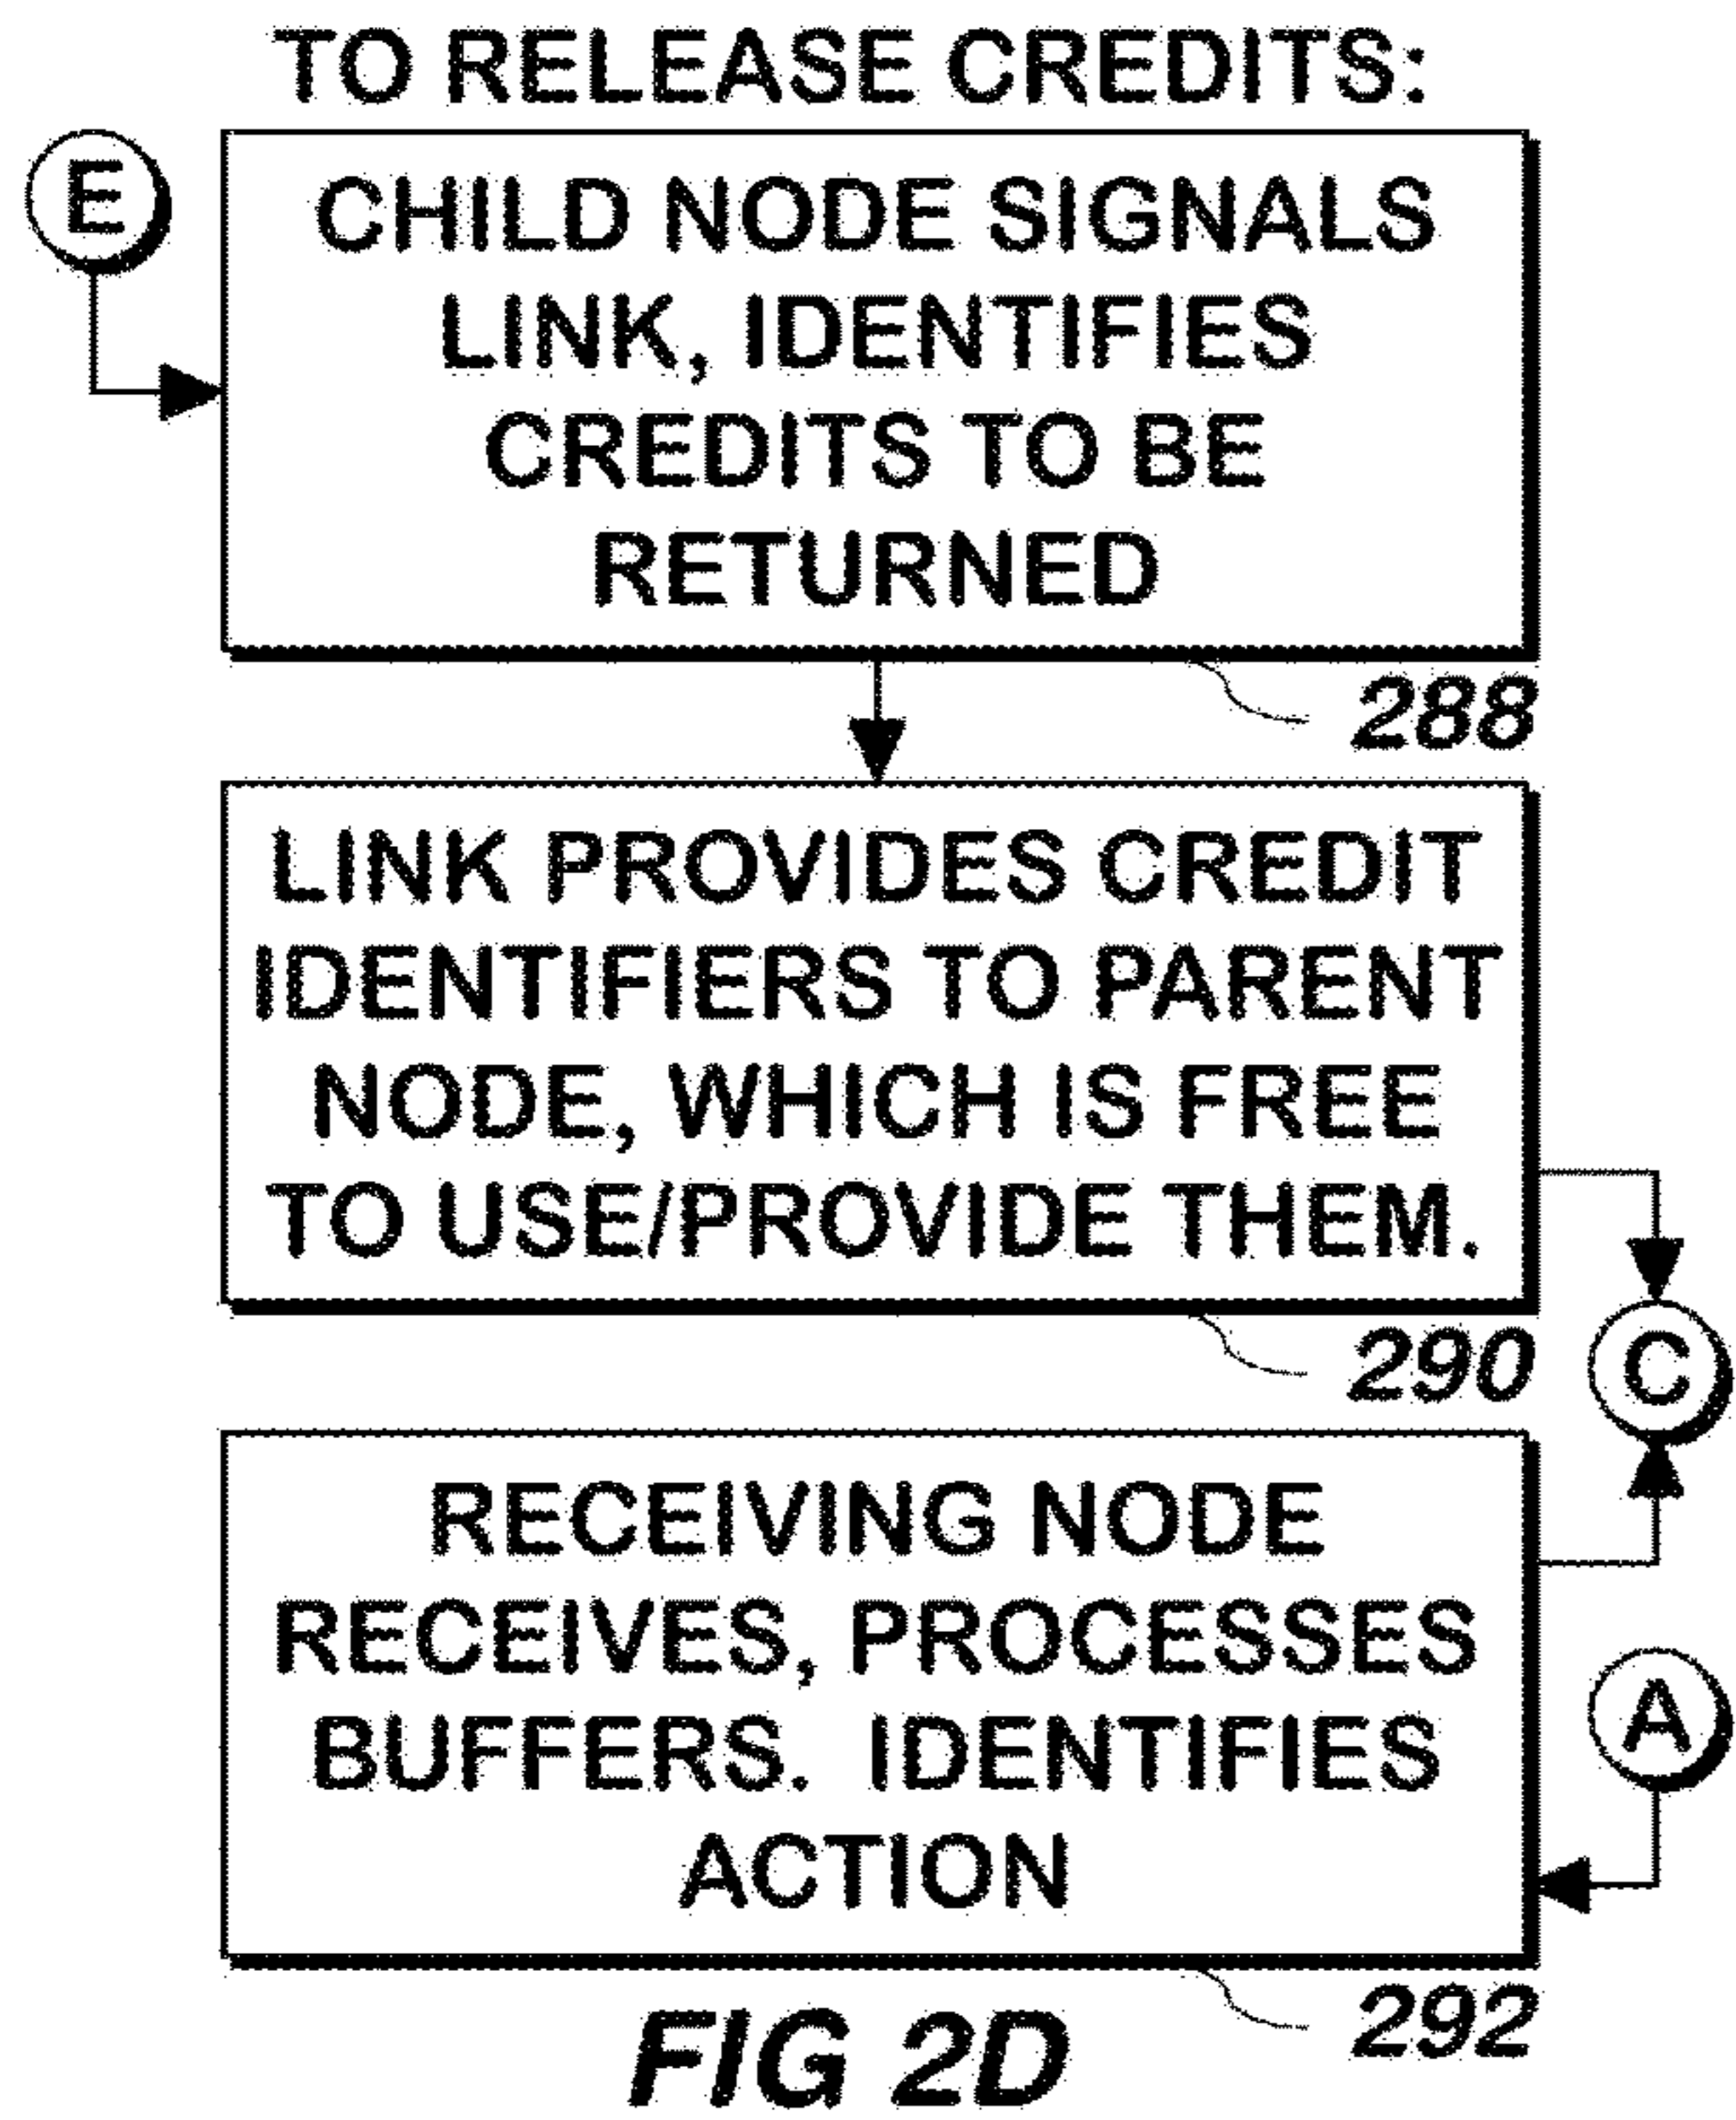 TO RELEASE CREDITS:
E
CHILD NODE SIGNALS
LINK, IDENTIFIES
CREDITS TO BE
RETURNED
288
LINK PROVIDES CREDIT
IDENTIFIERS TO PARENT
NODE, WHICH IS FREE
TO USE/PROVIDE THEM.
290
C
RECEIVING NODE
RECEIVES, PROCESSES
BUFFERS. IDENTIFIES
ACTION
A
292
FIG 2D